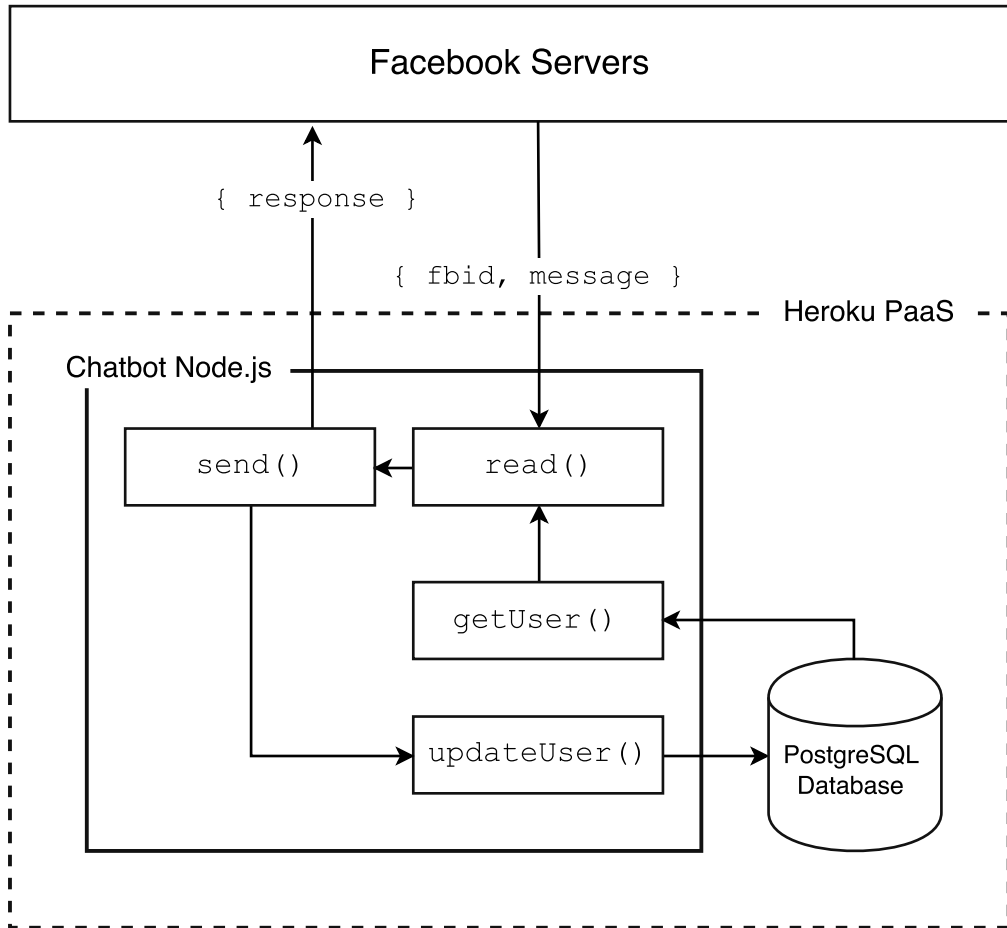 Facebook Servers
{ response }
{ fbid, message }
Heroku PaaS
Chatbot Node.js
send()
read()
getUser()
updateUser()
PostgreSQL
Database